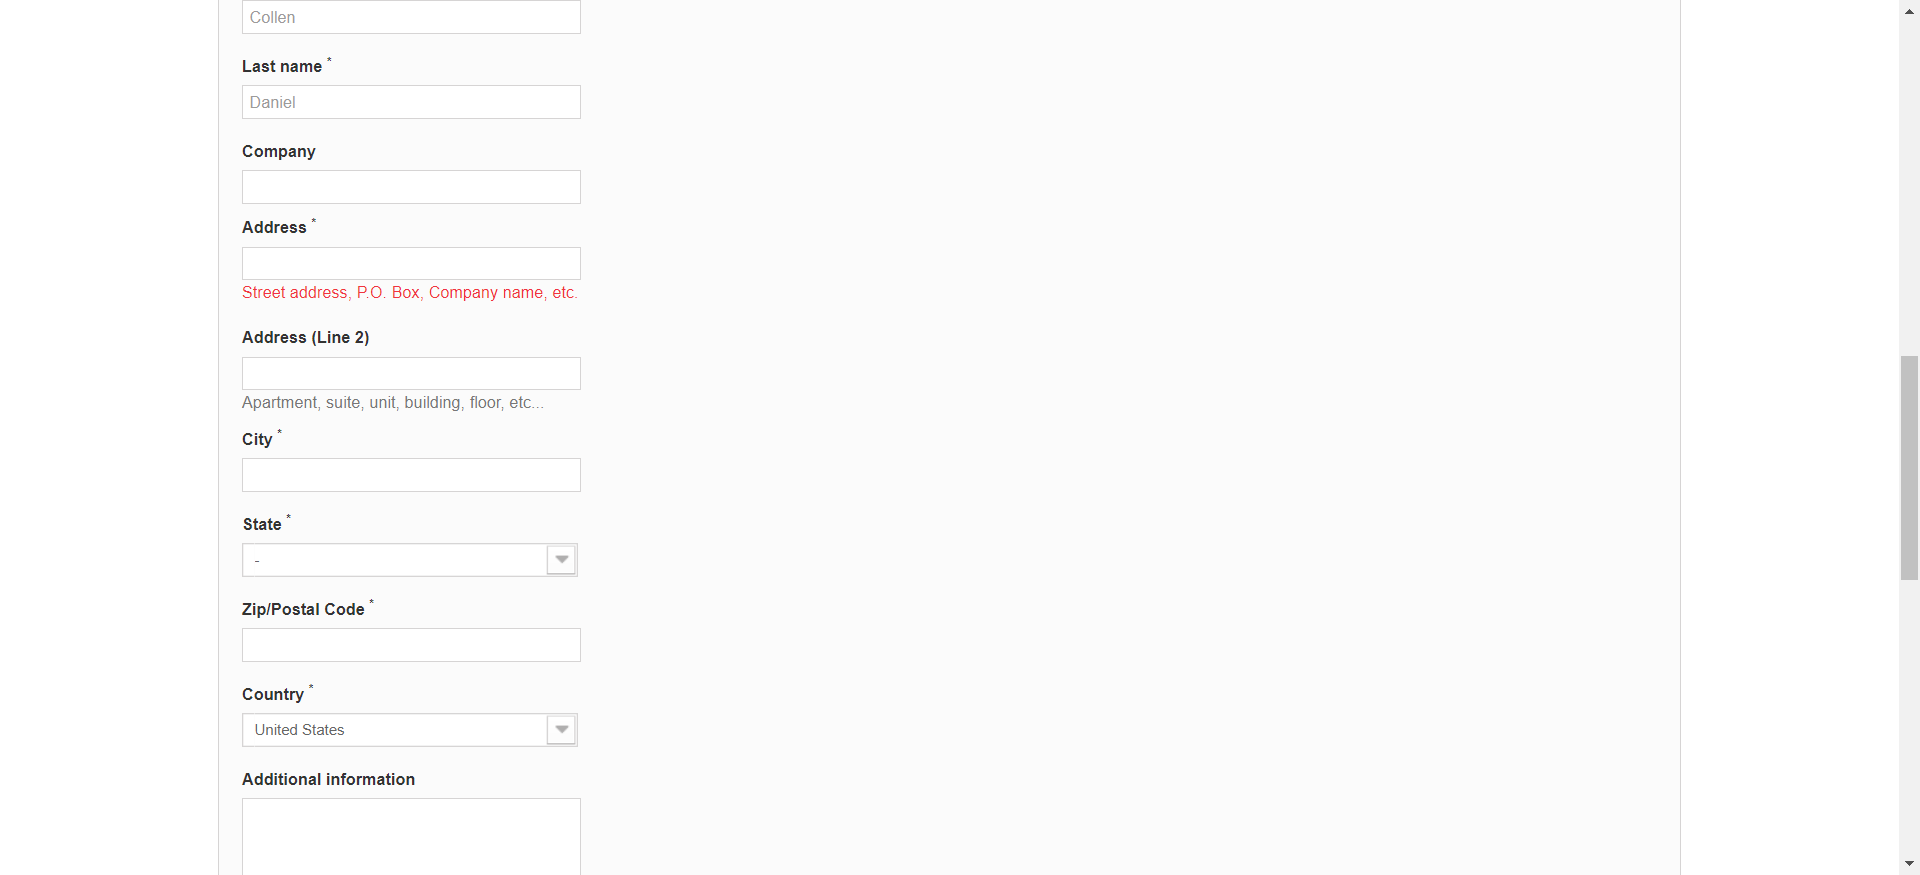 Collen
Last name *
Daniel
Company
Address *
Street address, P.O. Box, Company name, etc.
Address (Line 2)
Apartment, suite, unit, building, floor, etc...
City *
State *
-
Zip/Postal Code *
Country *
United States
Additional information